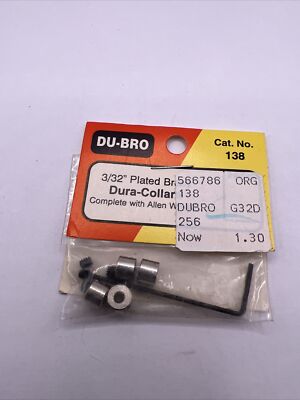 DU-BRO
Cat. No.
138
3/32" Plated Br
Dura-Collar
Complete with Allen W
566786 ORG
138
DUBRO G32D
256
Now 1.30